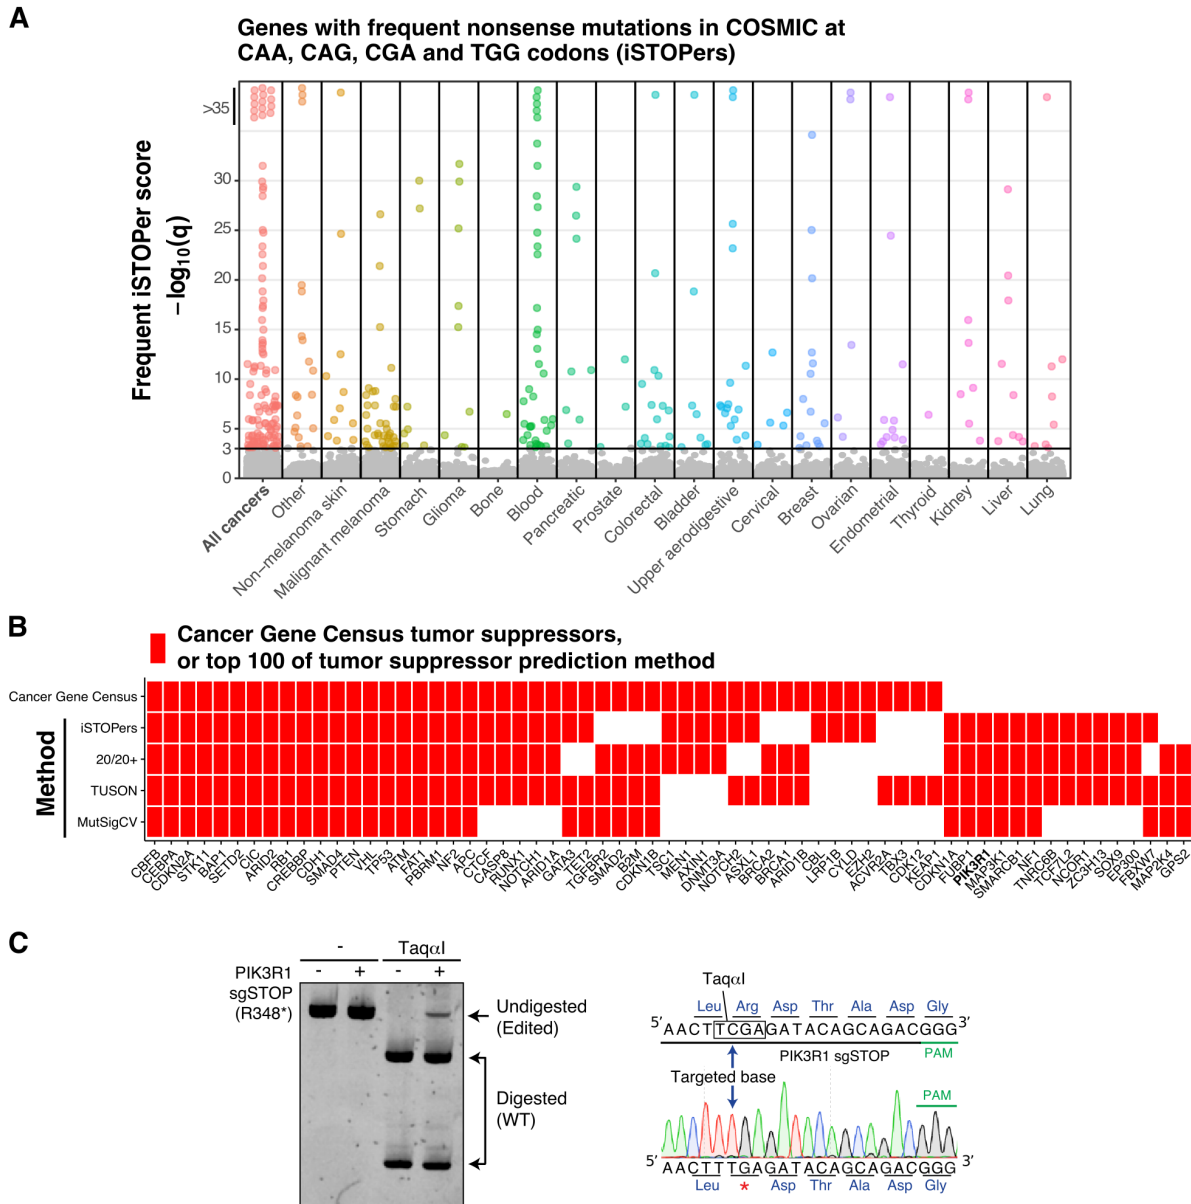 A
Genes with frequent nonsense mutations in COSMIC at
CAA, CAG, CGA and TGG codons (iSTOPers)
Frequent iSTOPer score
−log10(q)
>35
30
25
20
15
10
5
3
0
All cancers
Other
Non−melanoma skin
Malignant melanoma
Stomach
Glioma
Bone
Blood
Pancreatic
Prostate
Colorectal
Bladder
Upper aerodigestive
Cervical
Breast
Ovarian
Endometrial
Thyroid
Kidney
Liver
Lung
B
Cancer Gene Census tumor suppressors,
or top 100 of tumor suppressor prediction method
Method
Cancer Gene Census
iSTOPers
20/20+
TUSON
MutSigCV
CBFB
CEBPA
CDKN2A
STK11
BAP1
SETD2
CIC
ARID2
RB1
CREBBP
CDH1
SMAD4
PTEN
VHL
TP53
ATM
FAT1
PBRM1
NF2
APC
CTCF
CASP8
RUNX1
NOTCH1
ARID1A
GATA3
TET2
TGFBR2
SMAD2
B2M
CDKN1B
TSC1
MEN1
AXIN1
DNMT3A
NOTCH2
ASXL1
BRCA2
BRCA1
ARID1B
CBL
LRP1B
CYLD
EZH2
ACVR2A
TBX3
CDK12
KEAP1
CDKN1A
FUBP1
PIK3R1
MAP3K1
SMARCB1
NF1
TNRC6B
TCF7L2
NCOR1
ZC3H13
SOX9
EP300
FBXW7
MAP2K4
GPS2
C
- TaqαI
PIK3R1 - + - +
sgSTOP
(R348*)
Undigested
(Edited)
Digested
(WT)
TaqαI
Leu Arg Asp Thr Ala Asp Gly
5' AACTTCGAGATACAGCAGACGGG 3'
PIK3R1 sgSTOP PAM
Targeted base
PAM
5' AACTTTGAGATACAGCAGACGGG 3'
Leu * Asp Thr Ala Asp Gly